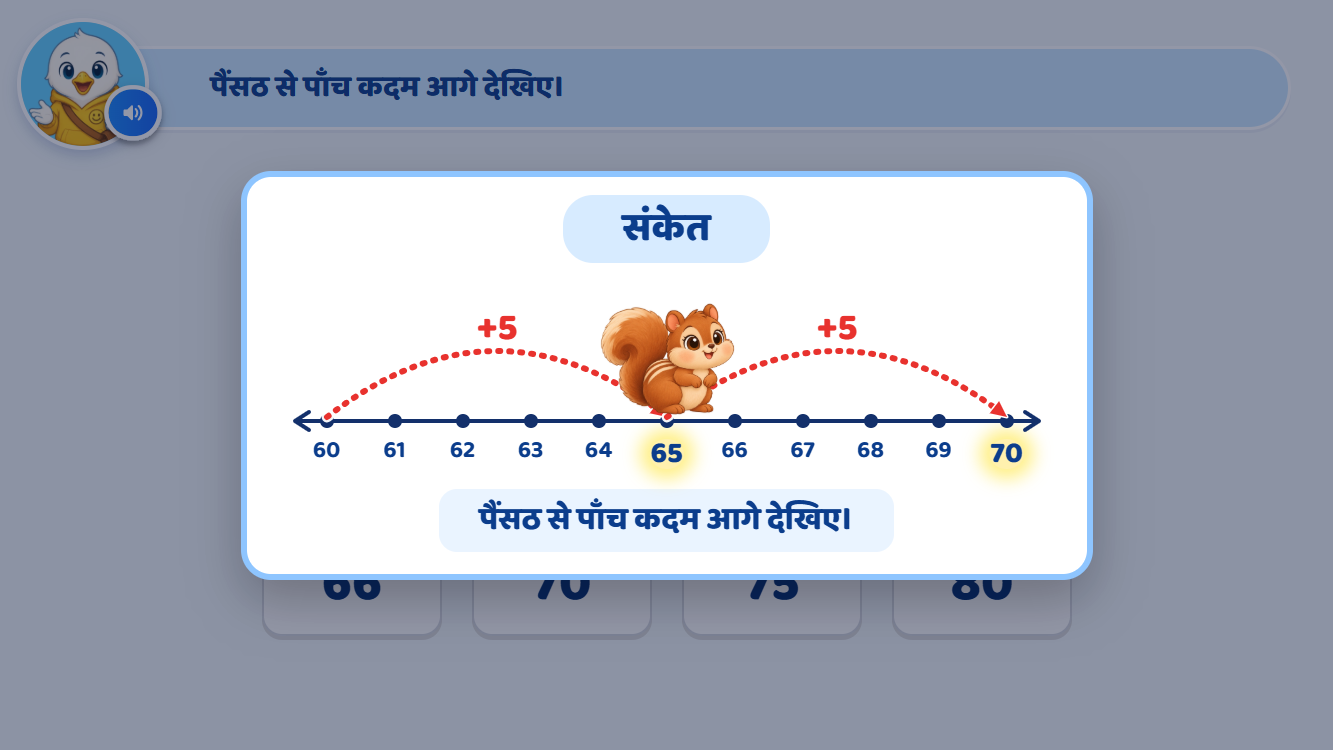 पैंसठ से पाँच कदम आगे देखिए।
संकेत
+5 +5
60 61 62 63 64 65 66 67 68 69 70
पैंसठ से पाँच कदम आगे देखिए।
66 70 75 80